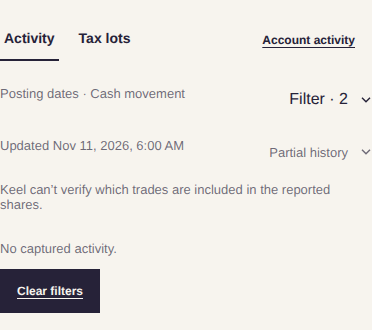 Activity Tax lots Account activity
Posting dates · Cash movement Filter · 2
Updated Nov 11, 2026, 6:00 AM Partial history
Keel can’t verify which trades are included in the reported
shares.
No captured activity.
Clear filters